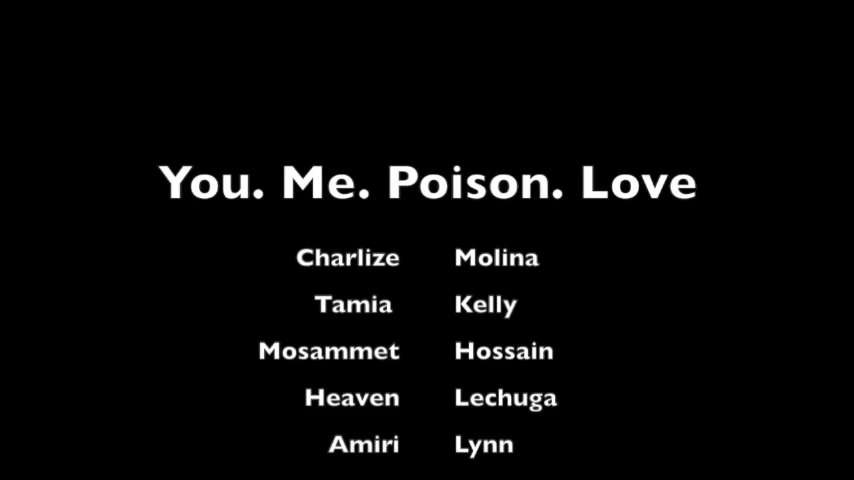 You. Me. Poison. Love
Charlize Molina
Tamia Kelly
Mosammet Hossain
Heaven Lechuga
Amiri Lynn